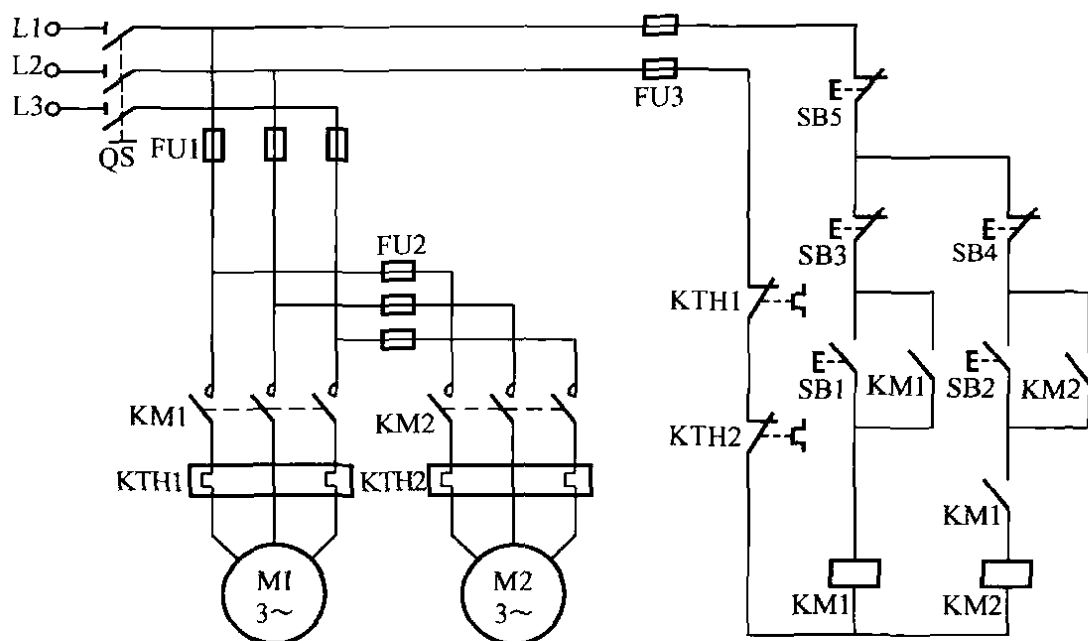 L1
L2
L3
QS
FU1
FU2
FU3
SB5
SB3
SB4
KTH1
SB1
KM1
SB2
KM2
KM1
KM2
KTH2
KTH1
KTH2
KM1
M1
3~
M2
3~
KM1
KM2